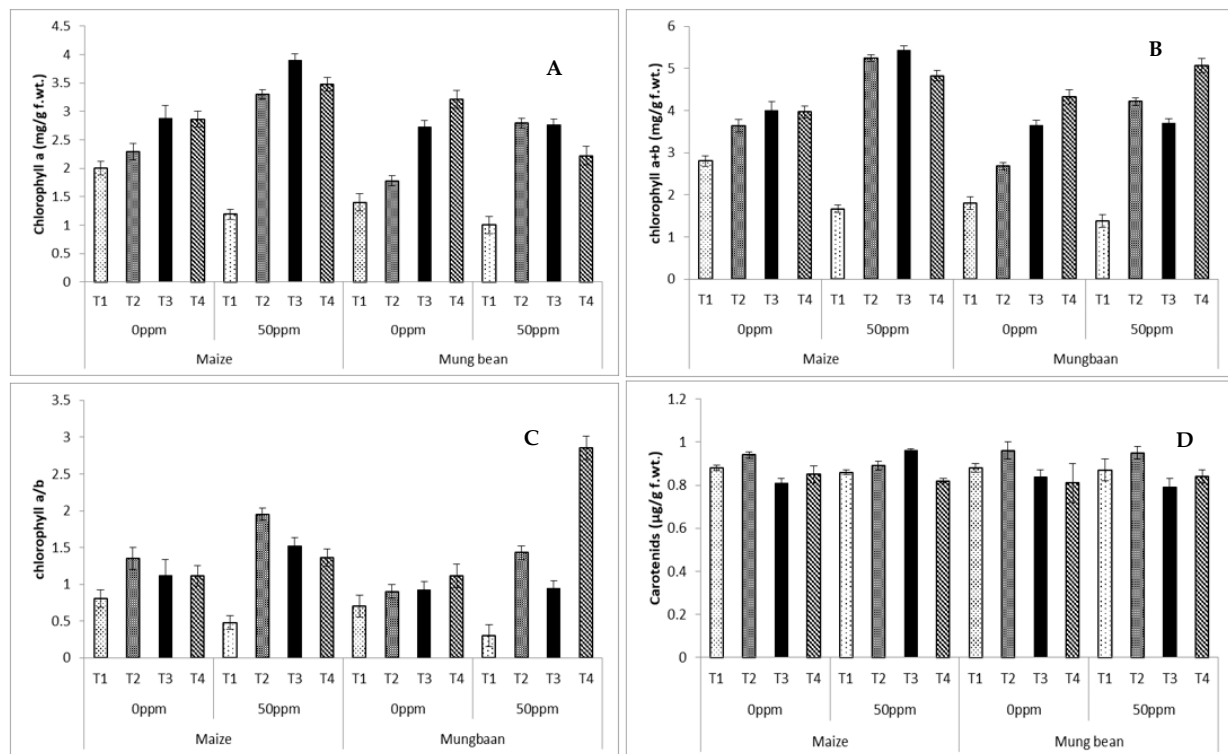 A
Chlorophyll a (mg/g f.wt.)
4.5
4
3.5
3
2.5
2
1.5
1
0.5
0
T1 T2 T3 T4 T1 T2 T3 T4 T1 T2 T3 T4 T1 T2 T3 T4
0ppm 50ppm 0ppm 50ppm
Maize Mung bean
B
chlorophyll a+b (mg/g f.wt.)
6
5
4
3
2
1
0
T1 T2 T3 T4 T1 T2 T3 T4 T1 T2 T3 T4 T1 T2 T3 T4
0ppm 50ppm 0ppm 50ppm
Maize Mungbaan
C
chlorophyll a/b
3.5
3
2.5
2
1.5
1
0.5
0
T1 T2 T3 T4 T1 T2 T3 T4 T1 T2 T3 T4 T1 T2 T3 T4
0ppm 50ppm 0ppm 50ppm
Maize Mungbaan
D
Carotenids (µg/g f.wt.)
1.2
1
0.8
0.6
0.4
0.2
0
T1 T2 T3 T4 T1 T2 T3 T4 T1 T2 T3 T4 T1 T2 T3 T4
0ppm 50ppm 0ppm 50ppm
Maize Mung bean